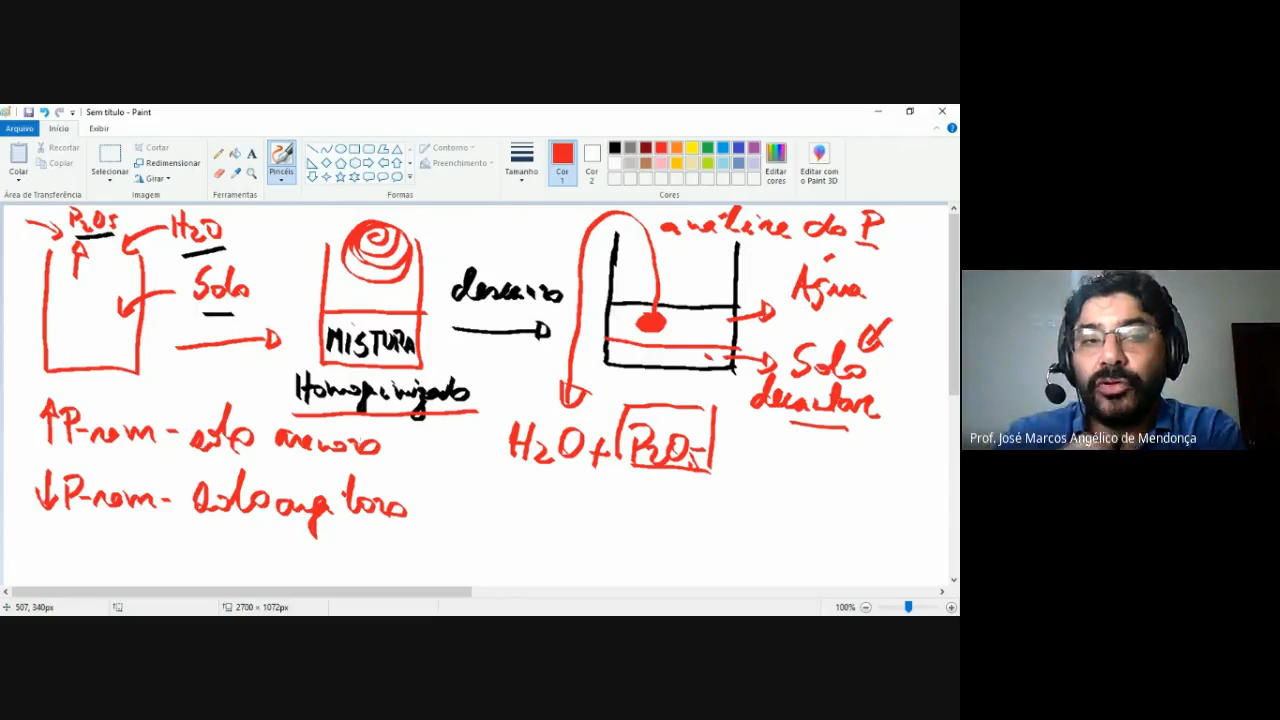 Sem título - Paint
Arquivo Início Exibir
Colar
Recortar
Copiar
Área de Transferência
Selecionar
Cortar
Redimensionar
Girar
Imagem
Ferramentas
Pincéis
Contorno
Preenchimento
Formas
Tamanho
Cor 1
Cor 2
Editar cores
Cores
Editar com o Paint 3D
P2O5
H2O
Solo
MISTURA
Homogenizado
descanso
análise do P
Água
Solo
decantare
H2O + P2O5
↑P-rem - solo arenoso
↓P-rem - solo argiloso
Prof. José Marcos Angélico de Mendonça
507, 340px
2700 × 1072px
100%